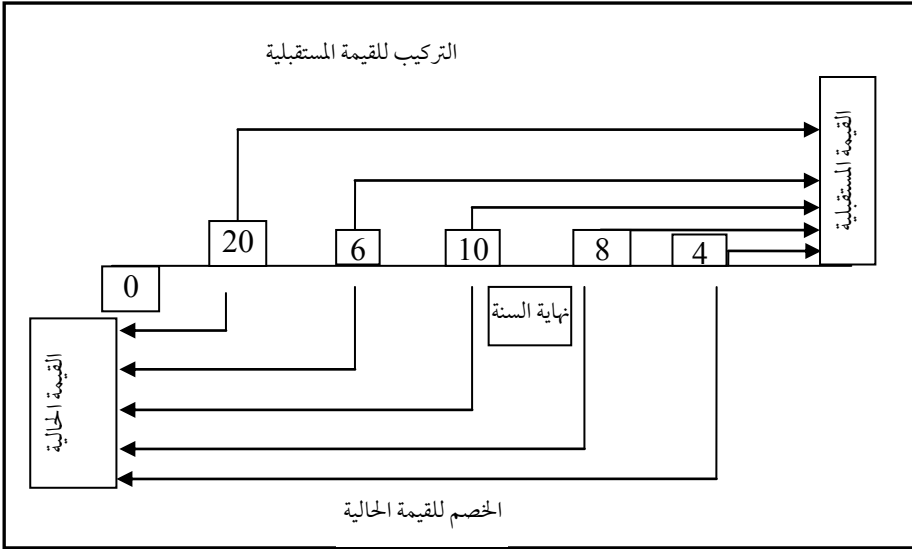 التركيب للقيمة المستقبلية
القيمة المستقبلية
20
6
10
8
4
0
نهاية السنة
القيمة الحالية
الخصم للقيمة الحالية